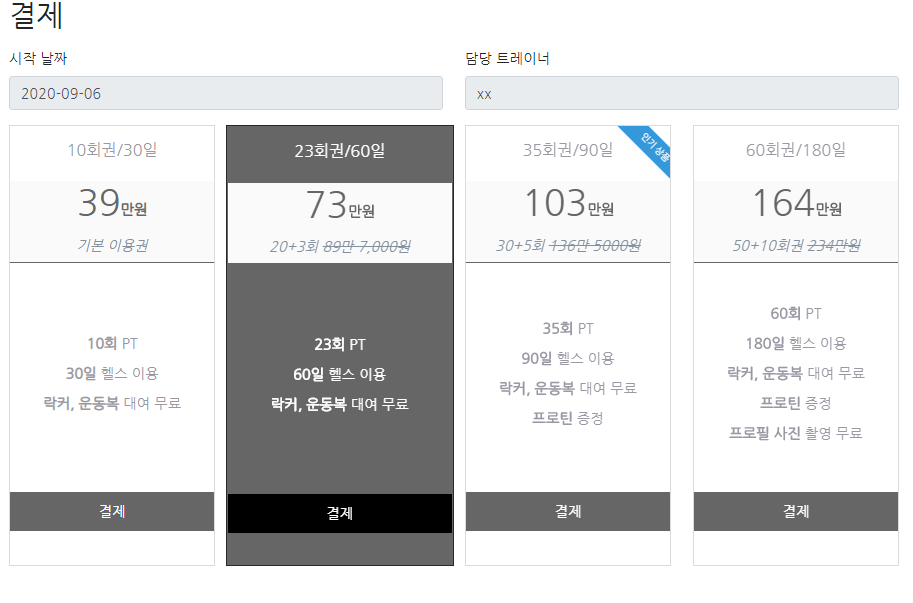 결제
시작 날짜
2020-09-06
담당 트레이너
xx
10회권/30일
39만원
기본 이용권
10회 PT
30일 헬스 이용
락커, 운동복 대여 무료
결제
23회권/60일
73만원
20+3회 89만 7,000원
23회 PT
60일 헬스 이용
락커, 운동복 대여 무료
결제
인기 상품
35회권/90일
103만원
30+5회 136만 5000원
35회 PT
90일 헬스 이용
락커, 운동복 대여 무료
프로틴 증정
결제
60회권/180일
164만원
50+10회권 234만원
60회 PT
180일 헬스 이용
락커, 운동복 대여 무료
프로틴 증정
프로필 사진 촬영 무료
결제